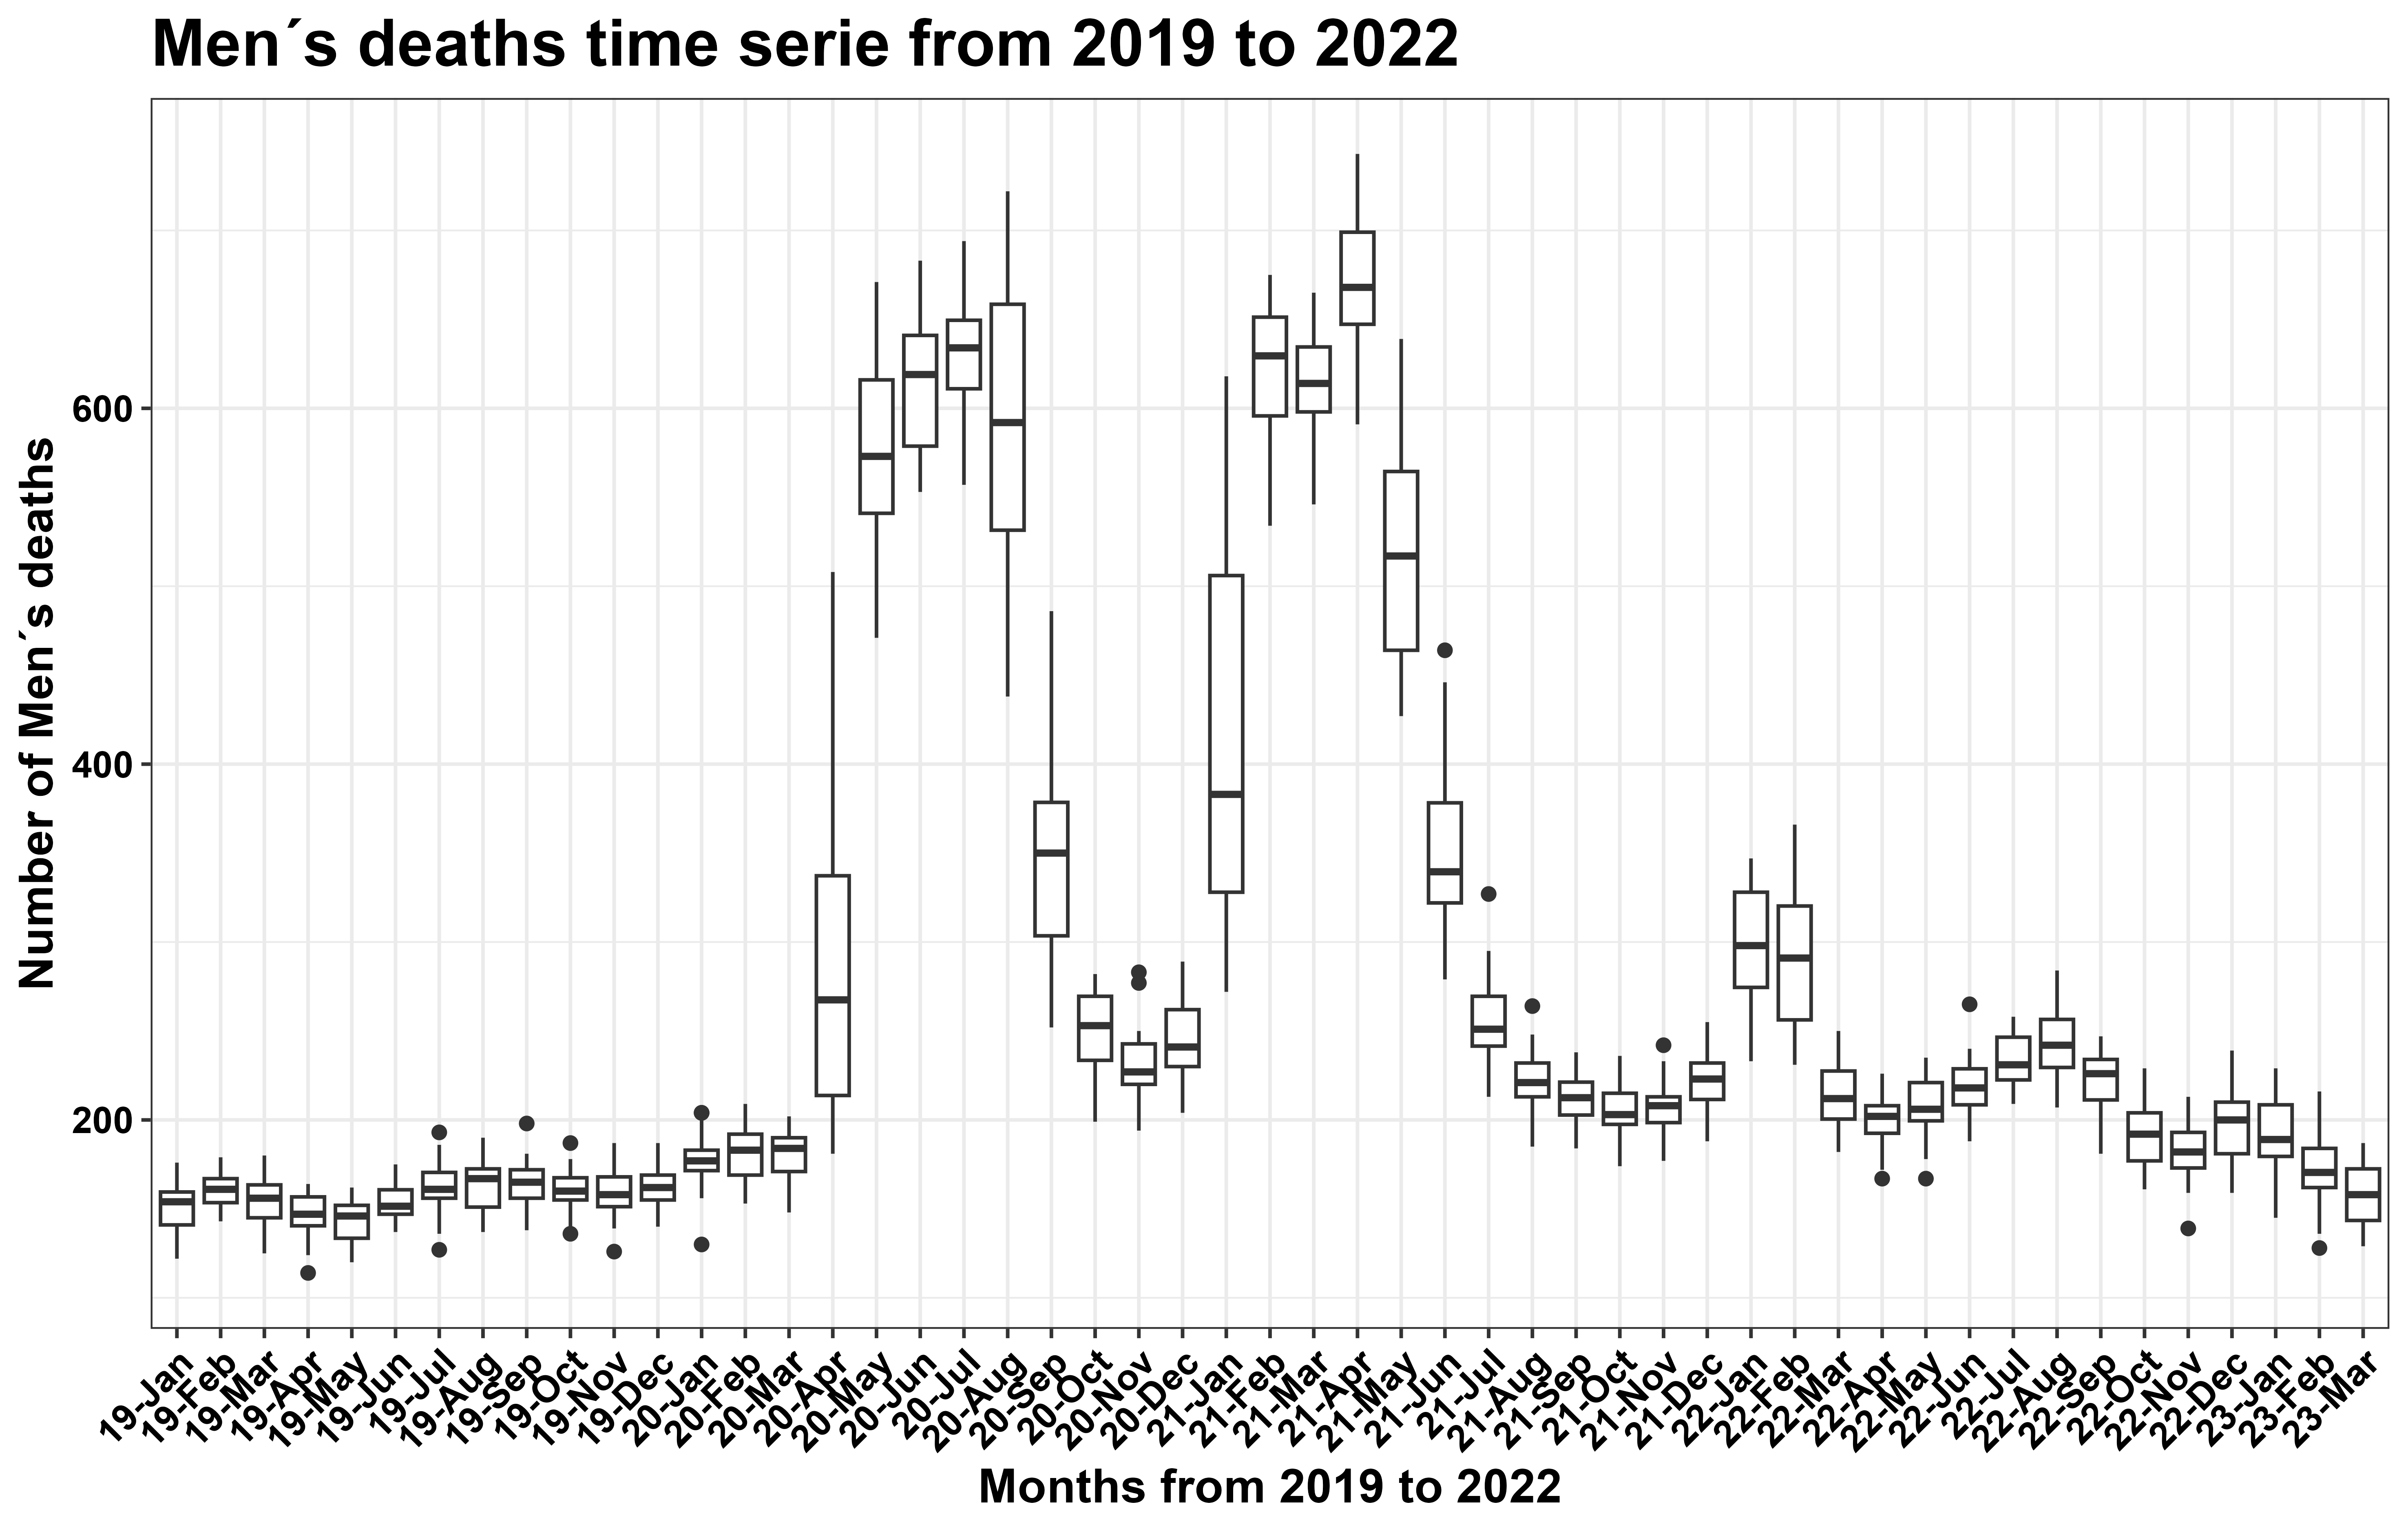 Men´s deaths time serie from 2019 to 2022
Number of Men´s deaths
600
400
200
19-Jan
19-Feb
19-Mar
19-Apr
19-May
19-Jun
19-Jul
19-Aug
19-Sep
19-Oct
19-Nov
19-Dec
20-Jan
20-Feb
20-Mar
20-Apr
20-May
20-Jun
20-Jul
20-Aug
20-Sep
20-Oct
20-Nov
20-Dec
21-Jan
21-Feb
21-Mar
21-Apr
21-May
21-Jun
21-Jul
21-Aug
21-Sep
21-Oct
21-Nov
21-Dec
22-Jan
22-Feb
22-Mar
22-Apr
22-May
22-Jun
22-Jul
22-Aug
22-Sep
22-Oct
22-Nov
22-Dec
23-Jan
23-Feb
23-Mar
Months from 2019 to 2022